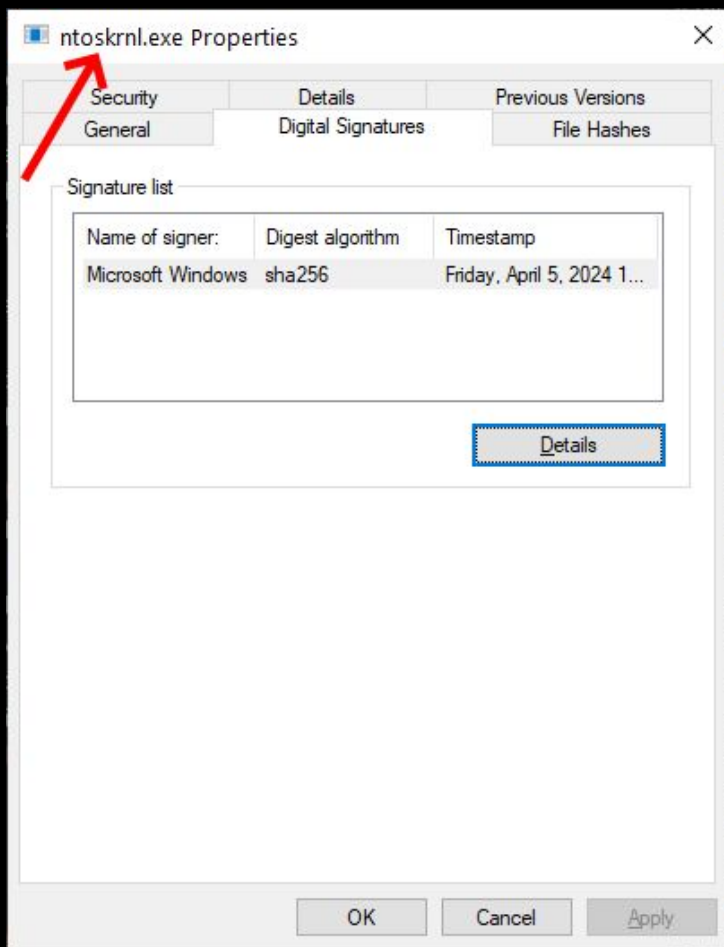 ntoskrnl.exe Properties
Security Details Previous Versions
General Digital Signatures File Hashes
Signature list
Name of signer: Digest algorithm Timestamp
Microsoft Windows sha256 Friday, April 5, 2024 1...
Details
OK Cancel Apply